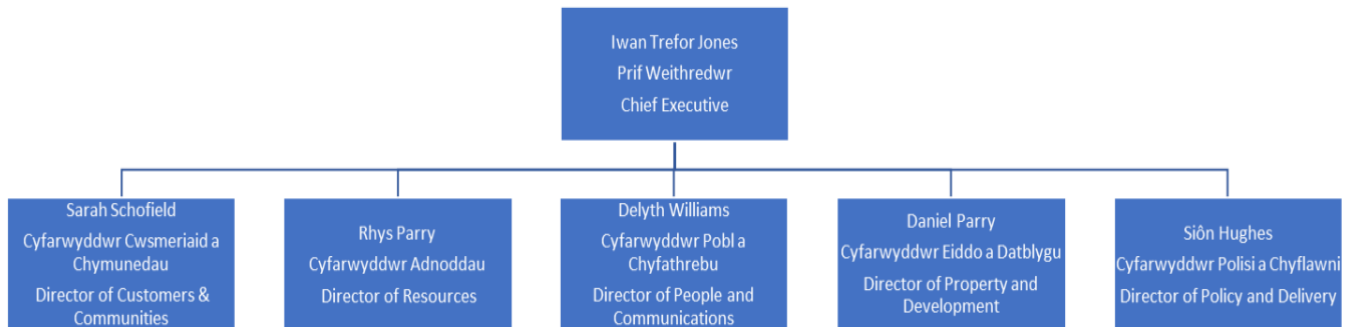 Iwan Trefor Jones
Prif Weithredwr
Chief Executive
Sarah Schofield
Cyfarwyddwr Cwsmeriaid a
Chymunedau
Director of Customers &
Communities
Rhys Parry
Cyfarwyddwr Adnoddau
Director of Resources
Delyth Williams
Cyfarwyddwr Pobl a
Chyfathrebu
Director of People and
Communications
Daniel Parry
Cyfarwyddwr Eiddo a Datblygu
Director of Property and
Development
Siôn Hughes
Cyfarwyddwr Polisi a Chyflawni
Director of Policy and Delivery